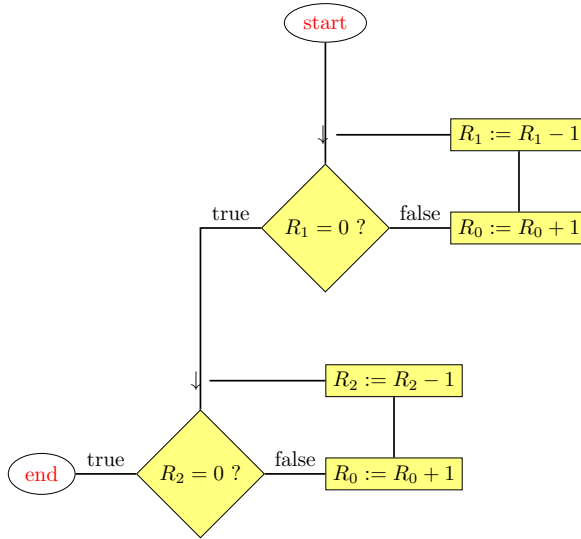 start
↓
R₁ := R₁ − 1
true
R₁ = 0 ?
false
R₀ := R₀ + 1
↓
R₂ := R₂ − 1
end
true
R₂ = 0 ?
false
R₀ := R₀ + 1